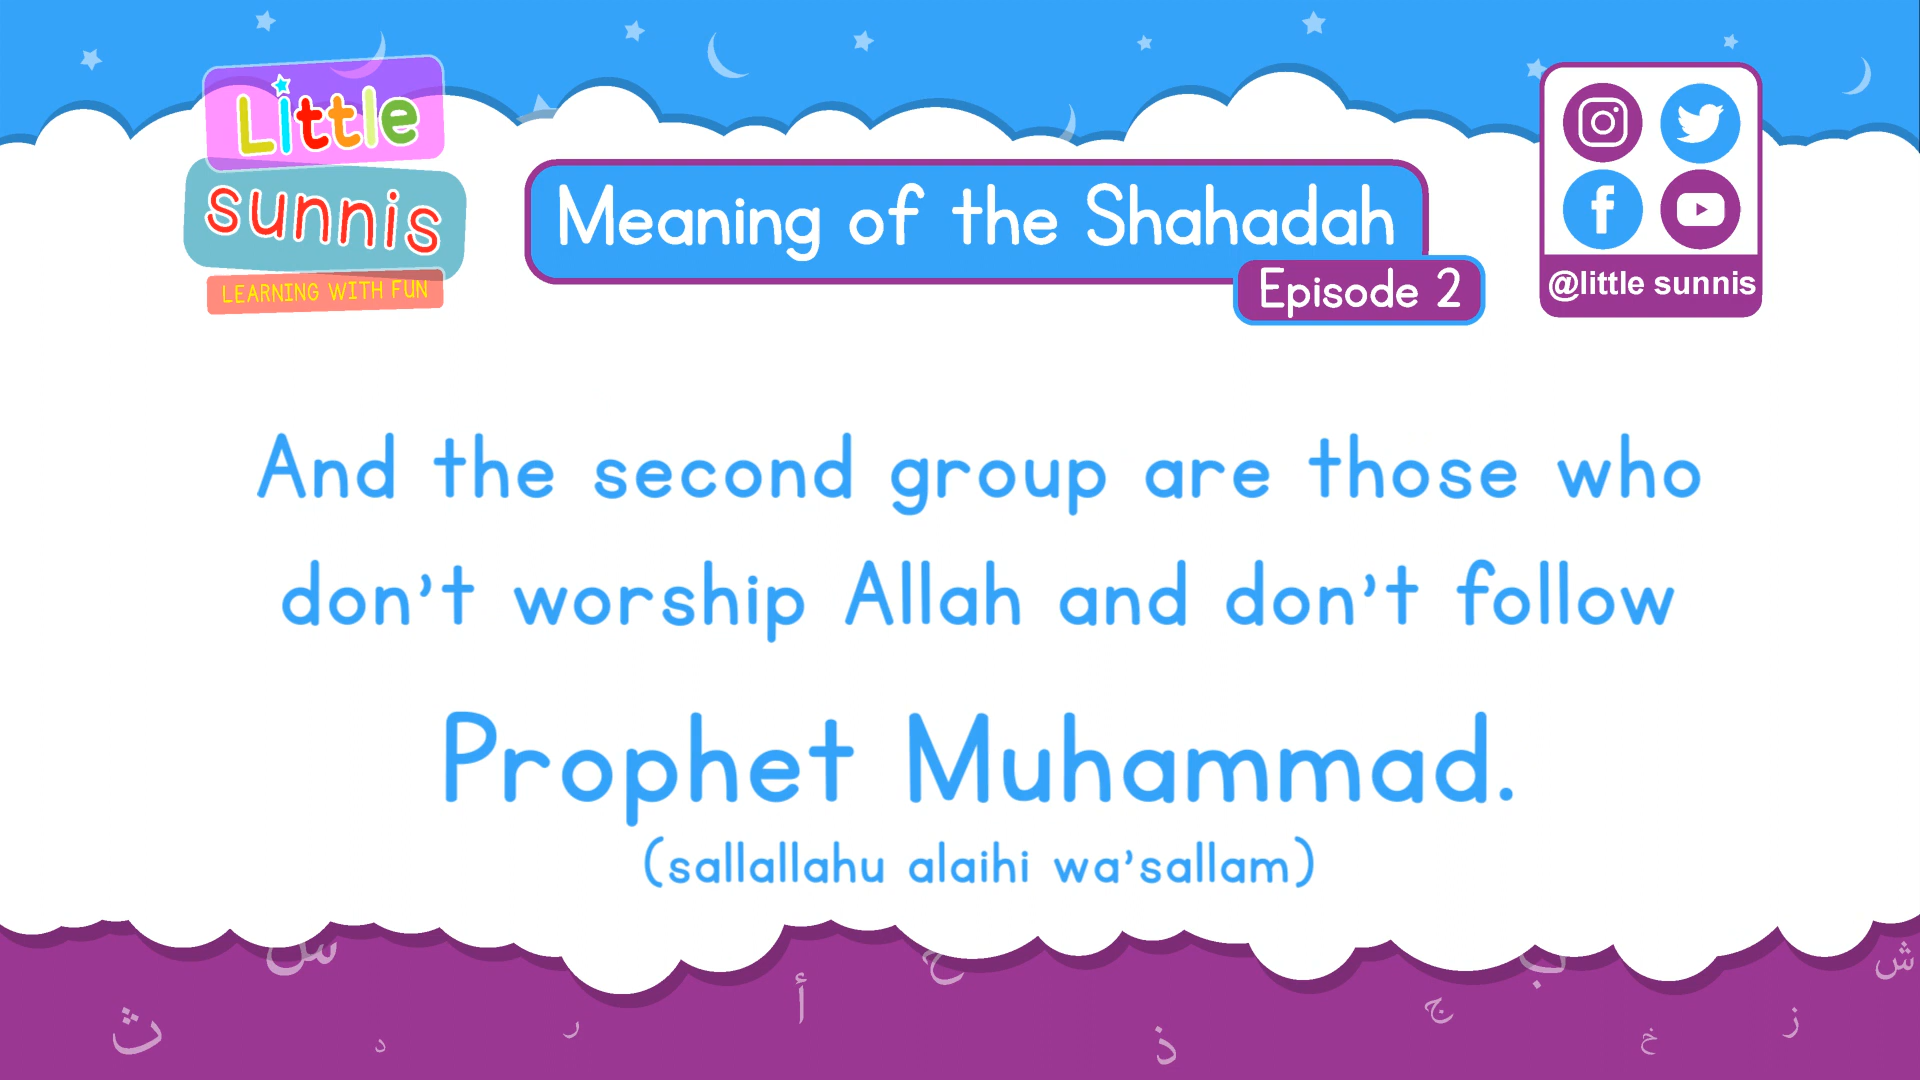 Little
sunnis
LEARNING WITH FUN
Meaning of the Shahadah
Episode 2
@little sunnis
And the second group are those who
don't worship Allah and don't follow
Prophet Muhammad.
(sallallahu alaihi wa'sallam)
س
ح
ب
ش
ث
د
ر
أ
ذ
ج
خ
ز